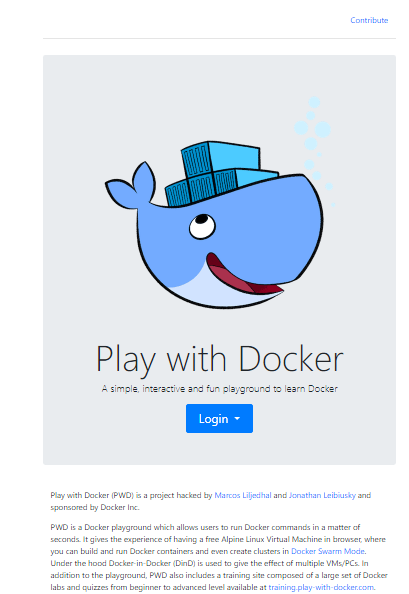 Contribute
Play with Docker
A simple, interactive and fun playground to learn Docker
Login
Play with Docker (PWD) is a project hacked by Marcos Liljedhal and Jonathan Leibiusky and
sponsored by Docker Inc.
PWD is a Docker playground which allows users to run Docker commands in a matter of
seconds. It gives the experience of having a free Alpine Linux Virtual Machine in browser, where
you can build and run Docker containers and even create clusters in Docker Swarm Mode.
Under the hood Docker-in-Docker (DinD) is used to give the effect of multiple VMs/PCs. In
addition to the playground, PWD also includes a training site composed of a large set of Docker
labs and quizzes from beginner to advanced level available at training.play-with-docker.com.